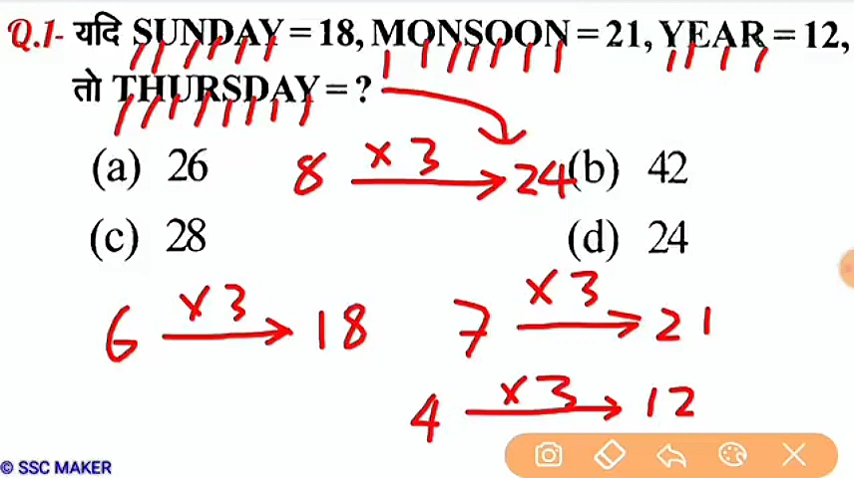 Q.1- यदि SUNDAY = 18, MONSOON = 21, YEAR = 12,
तो THURSDAY = ?
(a) 26
8 ×3 24
(b) 42
(c) 28
(d) 24
6 ×3 18
7 ×3 21
4 ×3 12
© SSC MAKER